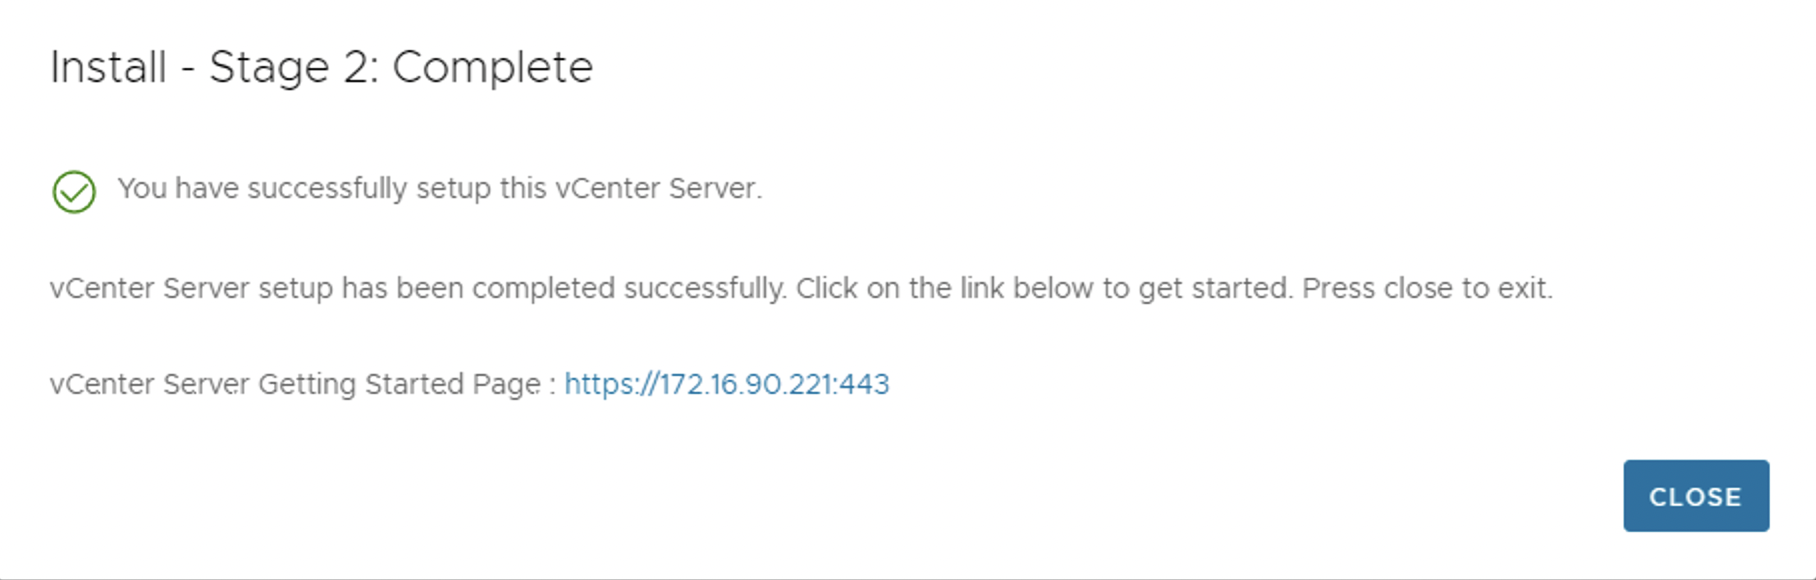 Install - Stage 2: Complete
You have successfully setup this vCenter Server.
vCenter Server setup has been completed successfully. Click on the link below to get started. Press close to exit.
vCenter Server Getting Started Page : https://172.16.90.221:443
CLOSE